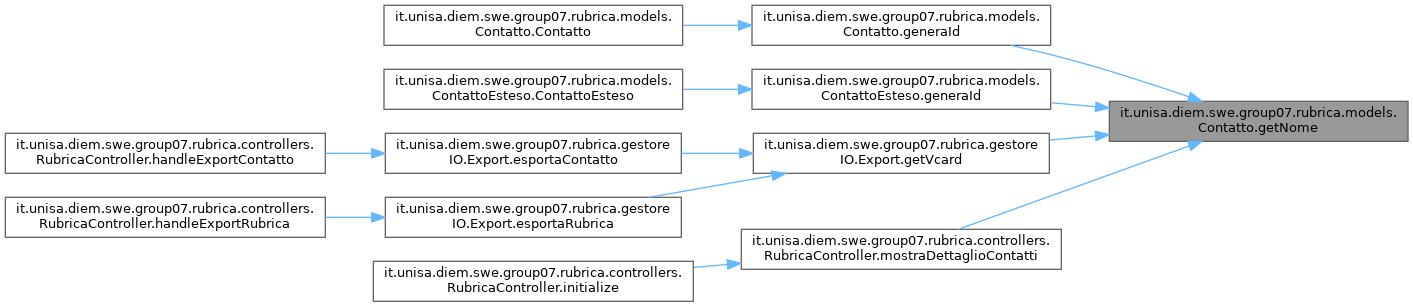 it.unisa.diem.swe.group07.rubrica.models.
Contatto.Contatto
it.unisa.diem.swe.group07.rubrica.models.
Contatto.generaId
it.unisa.diem.swe.group07.rubrica.models.
ContattoEsteso.ContattoEsteso
it.unisa.diem.swe.group07.rubrica.models.
ContattoEsteso.generaId
it.unisa.diem.swe.group07.rubrica.models.
Contatto.getNome
it.unisa.diem.swe.group07.rubrica.controllers.
RubricaController.handleExportContatto
it.unisa.diem.swe.group07.rubrica.gestore
IO.Export.esportaContatto
it.unisa.diem.swe.group07.rubrica.gestore
IO.Export.getVcard
it.unisa.diem.swe.group07.rubrica.controllers.
RubricaController.handleExportRubrica
it.unisa.diem.swe.group07.rubrica.gestore
IO.Export.esportaRubrica
it.unisa.diem.swe.group07.rubrica.controllers.
RubricaController.mostraDettaglioContatti
it.unisa.diem.swe.group07.rubrica.controllers.
RubricaController.initialize